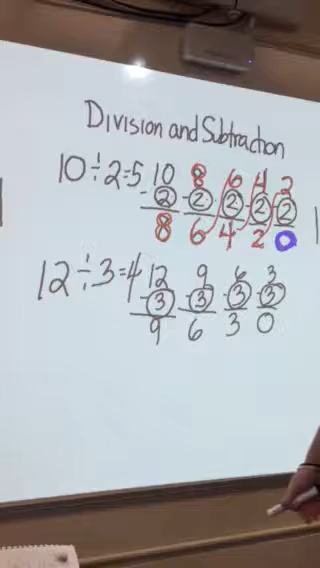 Division and Subtraction
10 ÷ 2 = 5 10 8 6 4 2
- 2 - 2 - 2 - 2 - 2
8 6 4 2 0
12 ÷ 3 = 4 12 9 6 3
- 3 - 3 - 3 - 3
9 6 3 0